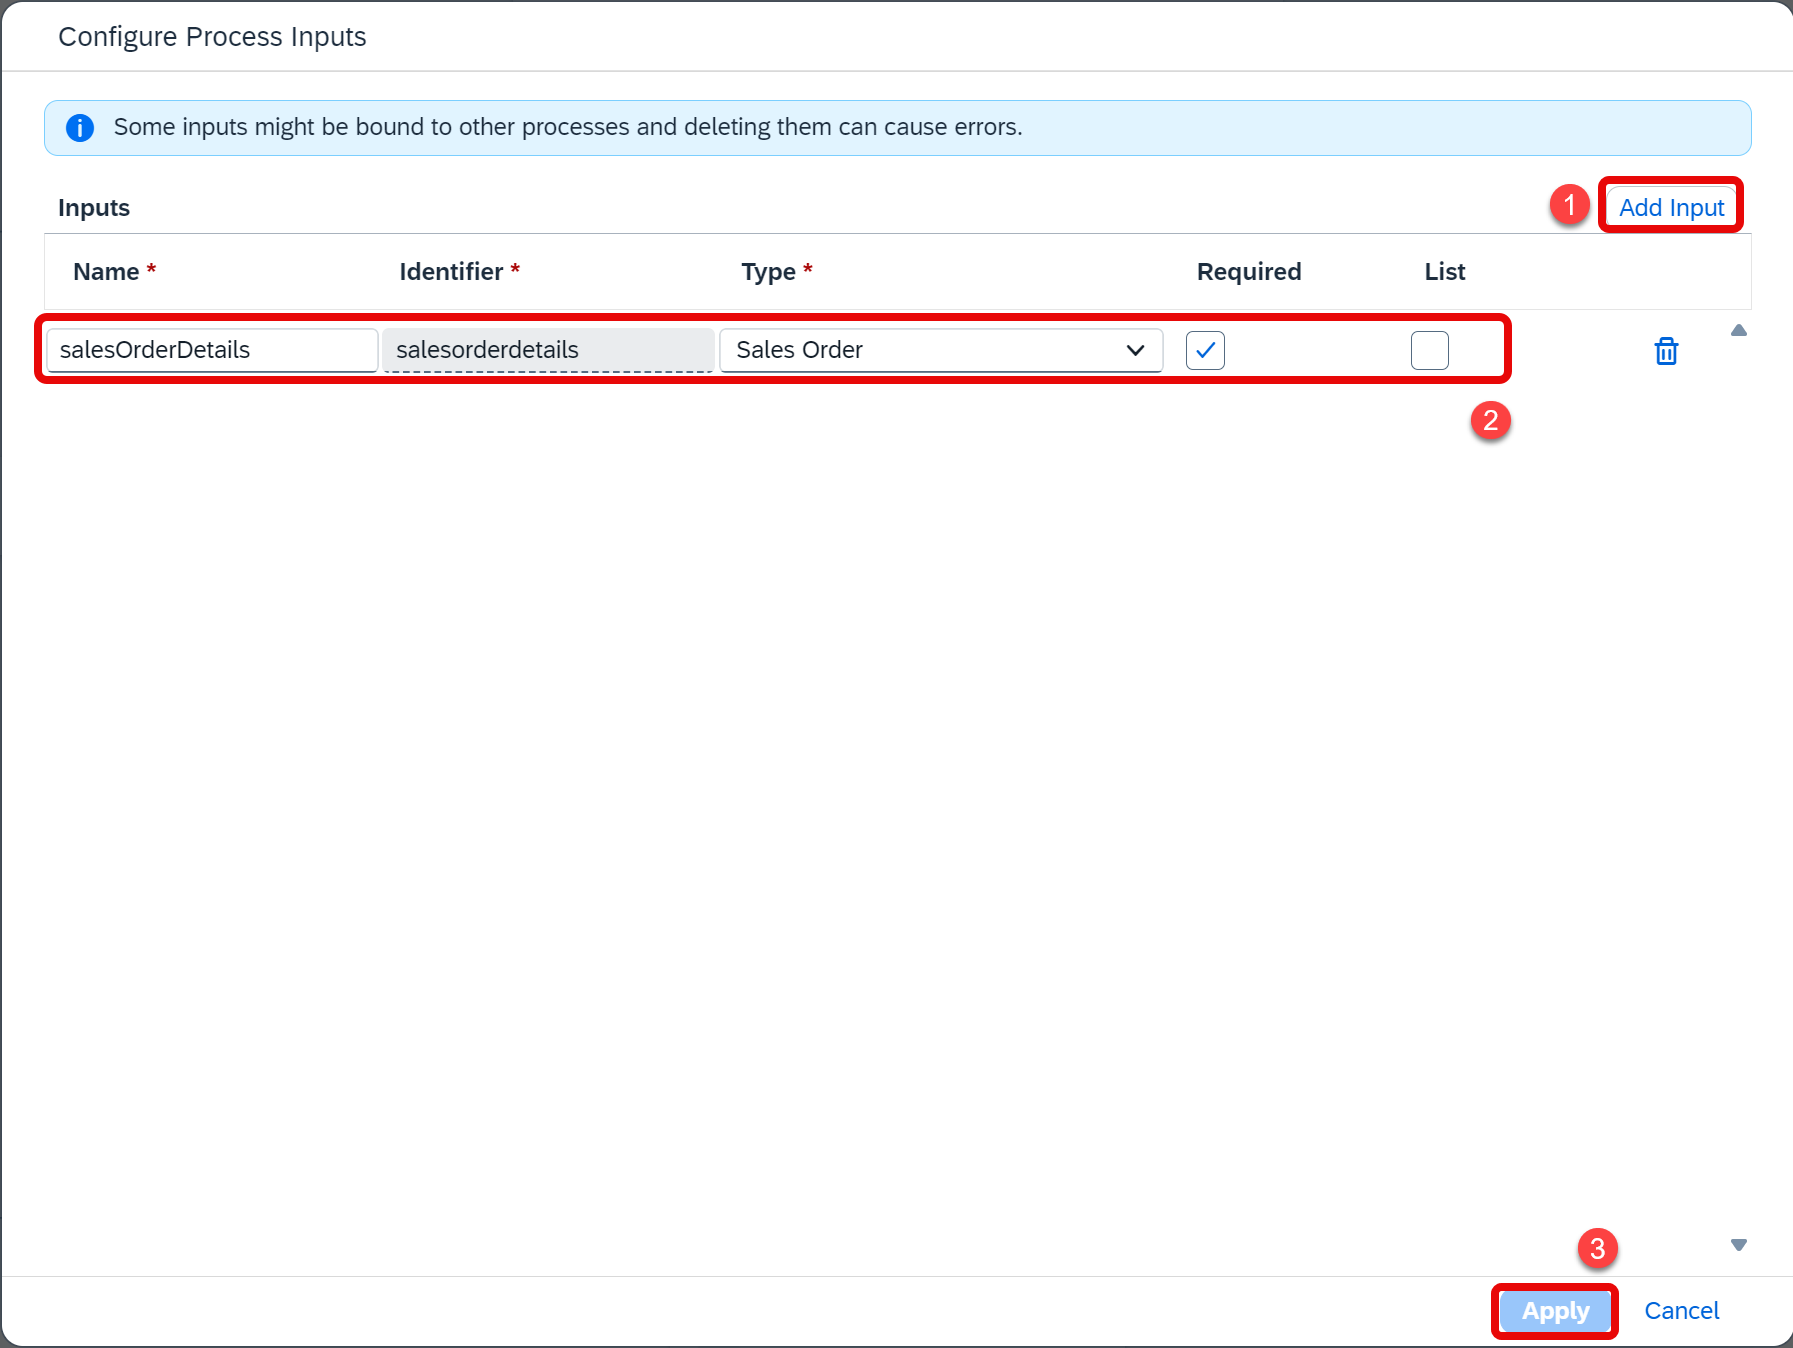 Configure Process Inputs
Some inputs might be bound to other processes and deleting them can cause errors.
Inputs
1 Add Input
Name * Identifier * Type * Required List
salesOrderDetails salesorderdetails Sales Order
2
3
Apply Cancel